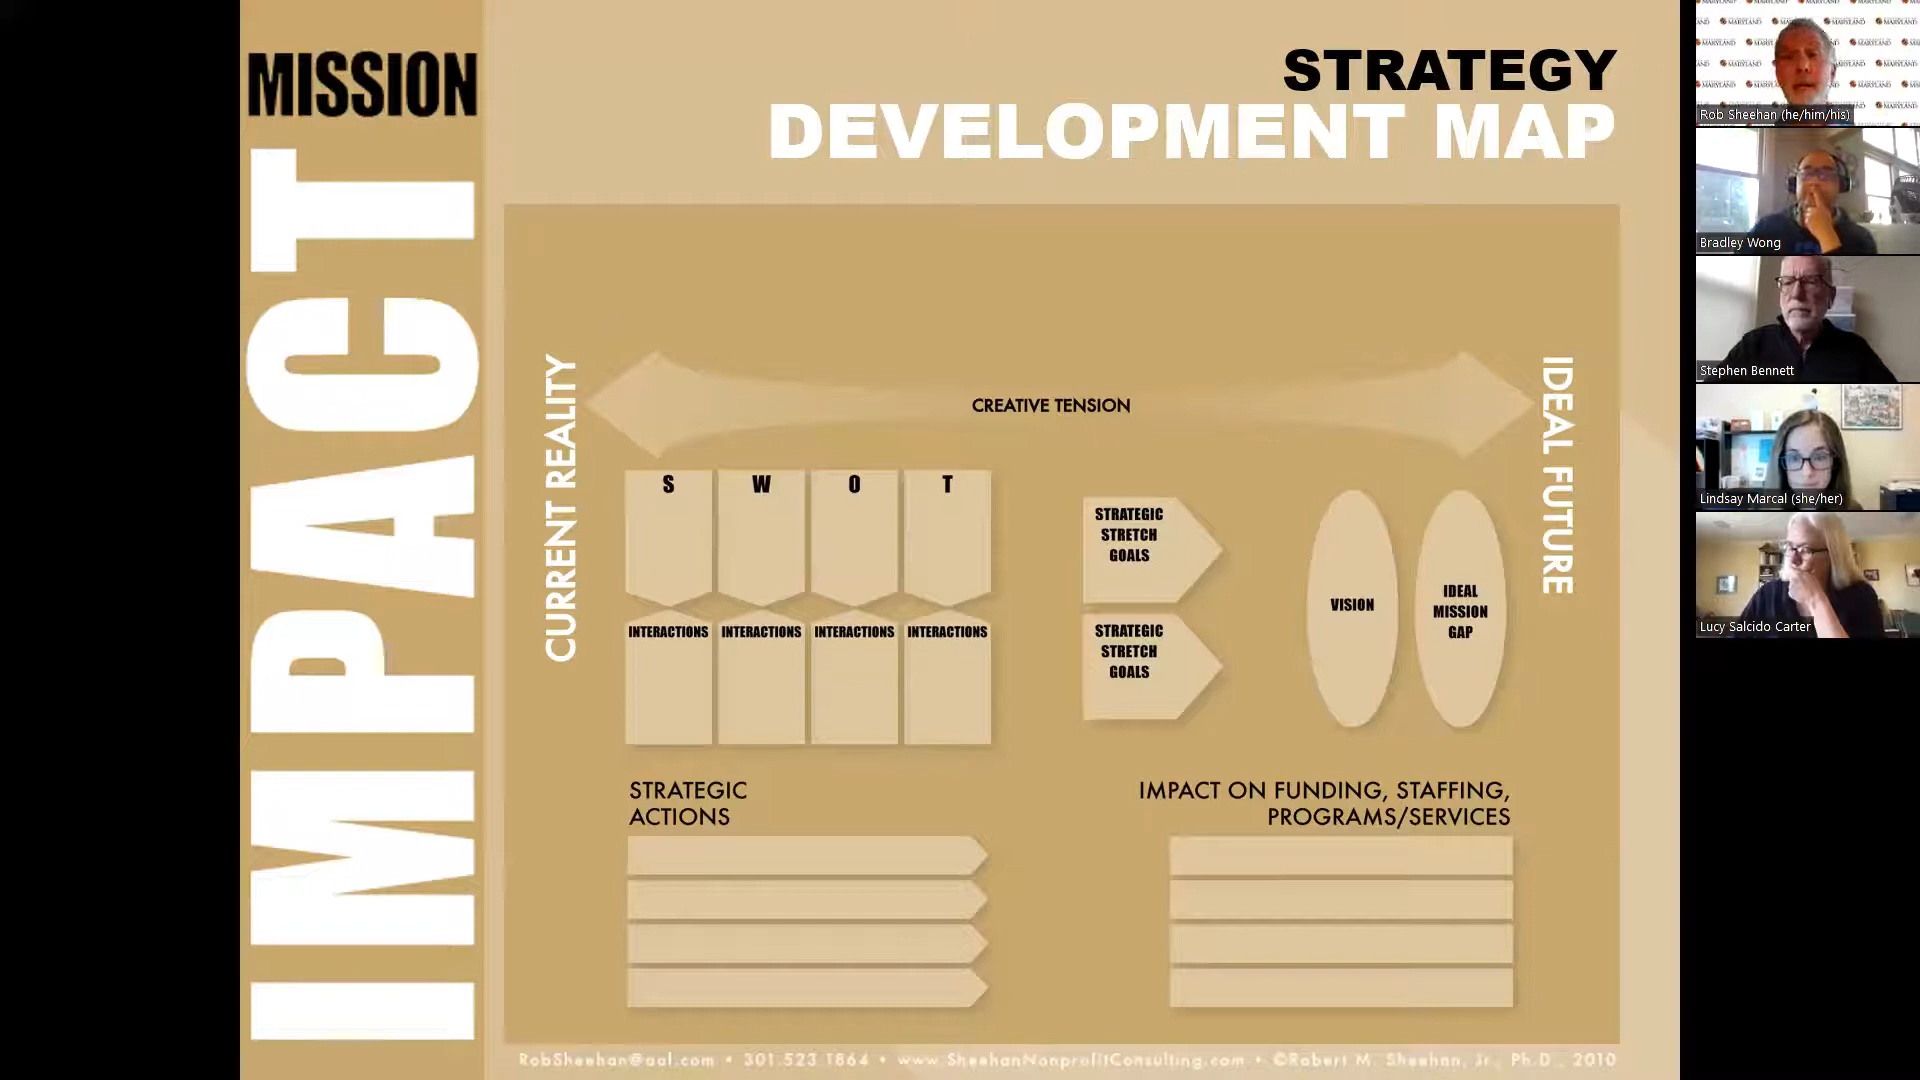 MISSION
IMPACT
STRATEGY
DEVELOPMENT MAP
CURRENT REALITY
CREATIVE TENSION
IDEAL FUTURE
S
W
O
T
INTERACTIONS
INTERACTIONS
INTERACTIONS
INTERACTIONS
STRATEGIC
STRETCH
GOALS
STRATEGIC
STRETCH
GOALS
VISION
IDEAL
MISSION
GAP
STRATEGIC
ACTIONS
IMPACT ON FUNDING, STAFFING,
PROGRAMS/SERVICES
RobSheehan@aol.com • 301.523.1864 • www.SheehanNonprofitConsulting.com • ©Robert M. Sheehan, Jr., Ph.D., 2010
MARYLAND
Rob Sheehan (he/him/his)
Bradley Wong
Stephen Bennett
Lindsay Marcal (she/her)
Lucy Salcido Carter